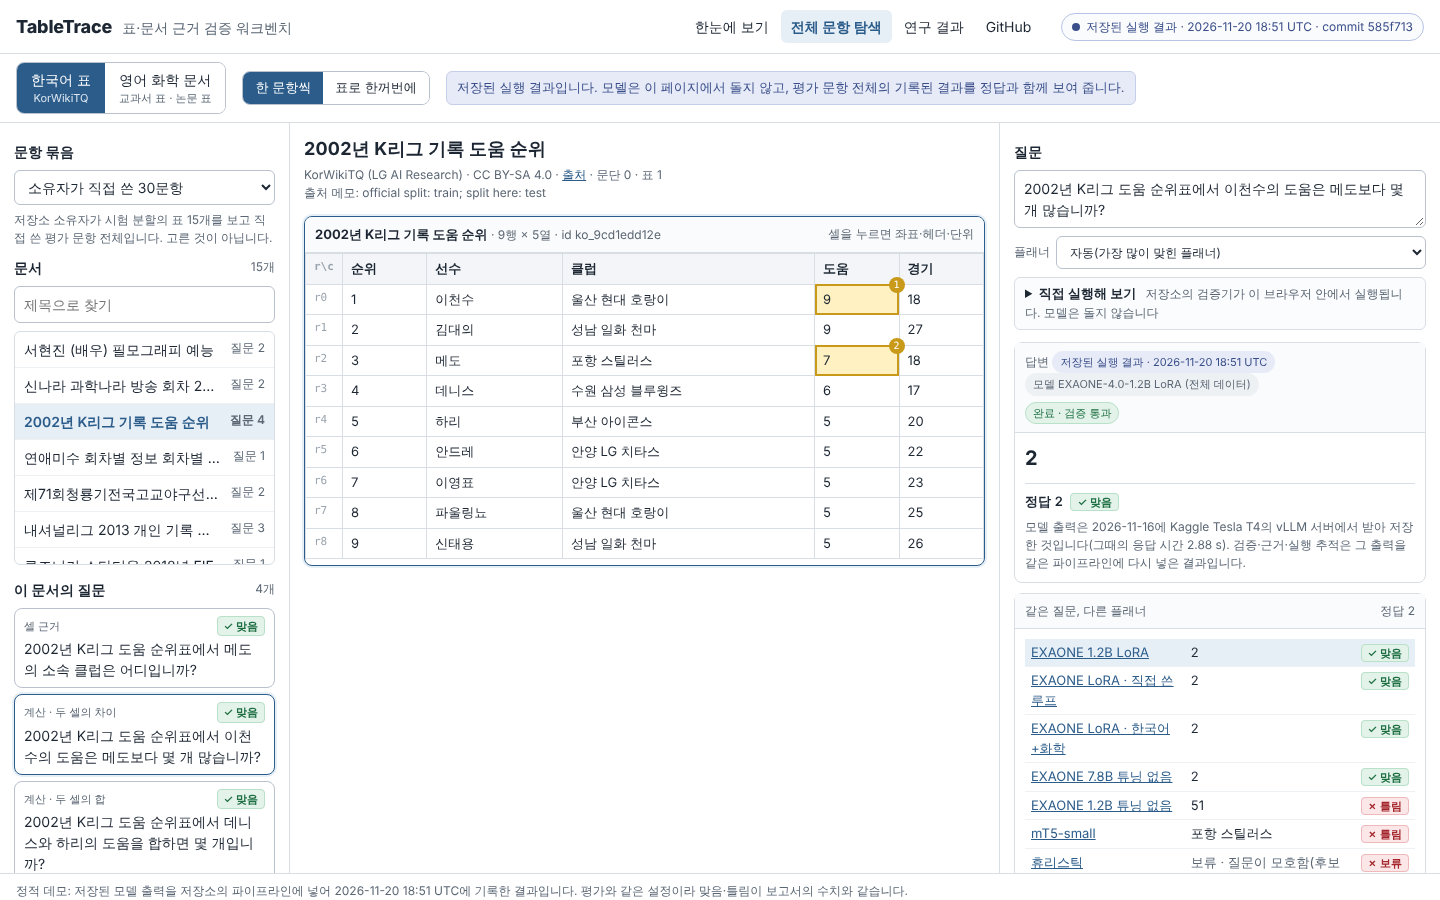 TableTrace 표·문서 근거 검증 워크벤치
한눈에 보기 전체 문항 탐색 연구 결과 GitHub 저장된 실행 결과 · 2026-11-20 18:51 UTC · commit 585f713
한국어 표
KorWikiTQ
영어 화학 문서
교과서 표 · 논문 표
한 문항씩 표로 한꺼번에
저장된 실행 결과입니다. 모델은 이 페이지에서 돌지 않고, 평가 문항 전체의 기록된 결과를 정답과 함께 보여 줍니다.
문항 묶음
소유자가 직접 쓴 30문항
저장소 소유자가 시험 분할의 표 15개를 보고 직
접 쓴 평가 문항 전체입니다. 고른 것이 아닙니다.
문서 15개
제목으로 찾기
서현진 (배우) 필모그래피 예능 질문 2
신나라 과학나라 방송 회차 2... 질문 2
2002년 K리그 기록 도움 순위 질문 4
연애미수 회차별 정보 회차별 ... 질문 1
제71회청룡기전국고교야구선... 질문 2
내셔널리그 2013 개인 기록 ... 질문 3
이 문서의 질문 4개
셀 근거 ✓ 맞음
2002년 K리그 도움 순위표에서 메도
의 소속 클럽은 어디입니까?
계산 · 두 셀의 차이 ✓ 맞음
2002년 K리그 도움 순위표에서 이천
수의 도움은 메도보다 몇 개 많습니까?
계산 · 두 셀의 합 ✓ 맞음
2002년 K리그 도움 순위표에서 데니
스와 하리의 도움을 합하면 몇 개입니
까?
2002년 K리그 기록 도움 순위
KorWikiTQ (LG AI Research) · CC BY-SA 4.0 · 출처 · 문단 0 · 표 1
출처 메모: official split: train; split here: test
2002년 K리그 기록 도움 순위 · 9행 × 5열 · id ko_9cd1edd12e 셀을 누르면 좌표·헤더·단위
r\c 순위 선수 클럽 도움 경기
r0 1 이천수 울산 현대 호랑이 9 1 18
r1 2 김대의 성남 일화 천마 9 27
r2 3 메도 포항 스틸러스 7 2 18
r3 4 데니스 수원 삼성 블루윙즈 6 17
r4 5 하리 부산 아이콘스 5 20
r5 6 안드레 안양 LG 치타스 5 22
r6 7 이영표 안양 LG 치타스 5 23
r7 8 파울링뇨 울산 현대 호랑이 5 25
r8 9 신태용 성남 일화 천마 5 26
질문
2002년 K리그 도움 순위표에서 이천수의 도움은 메도보다 몇
개 많습니까?
플래너 자동(가장 많이 맞힌 플래너)
▶ 직접 실행해 보기 저장소의 검증기가 이 브라우저 안에서 실행됩니
다. 모델은 돌지 않습니다
답변 저장된 실행 결과 · 2026-11-20 18:51 UTC
모델 EXAONE-4.0-1.2B LoRA (전체 데이터)
완료 · 검증 통과
2
정답 2 ✓ 맞음
모델 출력은 2026-11-16에 Kaggle Tesla T4의 vLLM 서버에서 받아 저장
한 것입니다(그때의 응답 시간 2.88 s). 검증·근거·실행 추적은 그 출력을
같은 파이프라인에 다시 넣은 결과입니다.
같은 질문, 다른 플래너 정답 2
EXAONE 1.2B LoRA 2 ✓ 맞음
EXAONE LoRA · 직접 쓴
루프 2 ✓ 맞음
EXAONE LoRA · 한국어
+화학 2 ✓ 맞음
EXAONE 7.8B 튜닝 없음 2 ✓ 맞음
EXAONE 1.2B 튜닝 없음 51 × 틀림
mT5-small 포항 스틸러스 × 틀림
휴리스틱 보류 · 질문이 모호함(후보 × 보류
정적 데모: 저장된 모델 출력을 저장소의 파이프라인에 넣어 2026-11-20 18:51 UTC에 기록한 결과입니다. 평가와 같은 설정이라 맞음·틀림이 보고서의 수치와 같습니다.